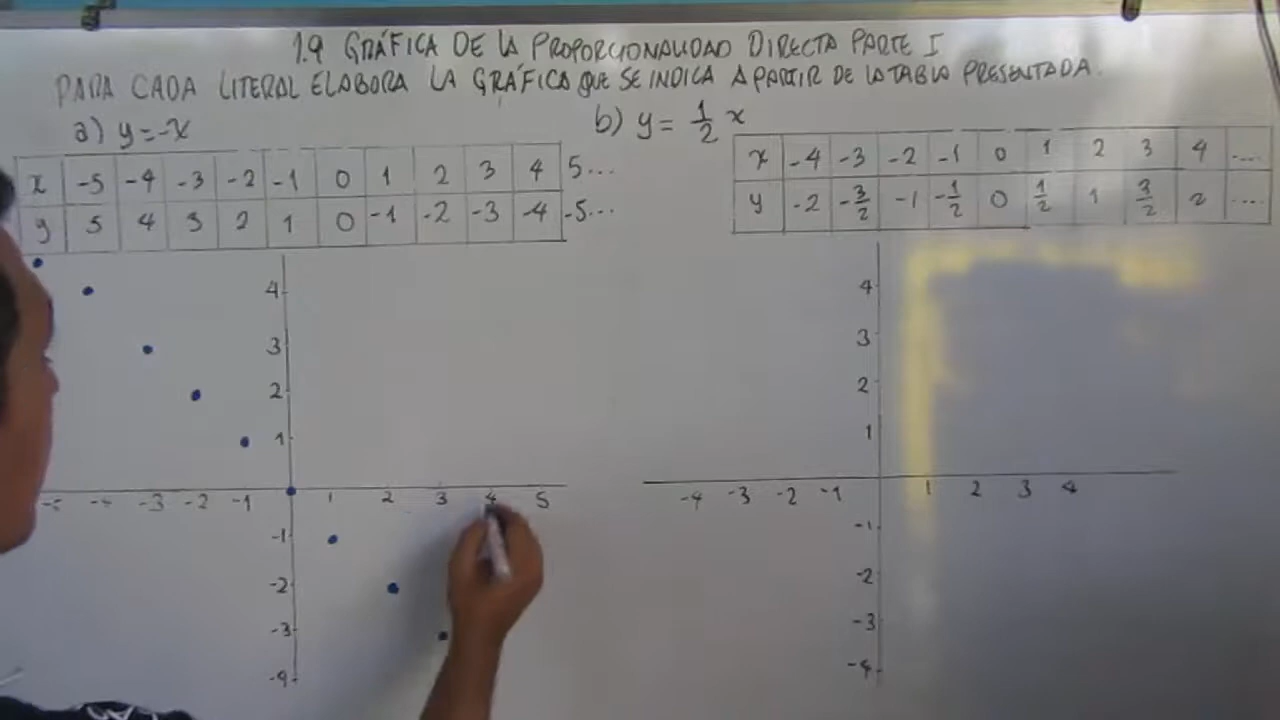 1.9 GRÁFICA DE LA PROPORCIONALIDAD DIRECTA PARTE I
PARA CADA LITERAL ELABORA LA GRÁFICA QUE SE INDICA A PARTIR DE LA TABLA PRESENTADA.
a) y = -x
x -5 -4 -3 -2 -1 0 1 2 3 4 5...
y 5 4 3 2 1 0 -1 -2 -3 -4 -5...
4
3
2
1
-4 -3 -2 -1 1 2 3 4 5
-1
-2
-3
-4
b) y = 1/2 x
x -4 -3 -2 -1 0 1 2 3 4 ....
y -2 -3/2 -1 -1/2 0 1/2 1 3/2 2 ....
4
3
2
1
-4 -3 -2 -1 1 2 3 4
-1
-2
-3
-4